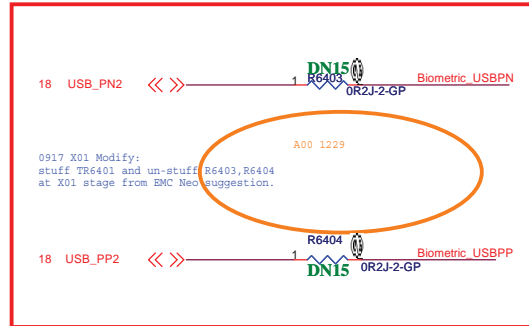 DN15
R6403
18 USB_PN2 1 Biometric_USBPN
0R2J-2-GP
A00 1229
0917 X01 Modify:
stuff TR6401 and un-stuff R6403,R6404
at X01 stage from EMC Neo suggestion.
R6404
18 USB_PP2 1 Biometric_USBPP
0R2J-2-GP
DN15